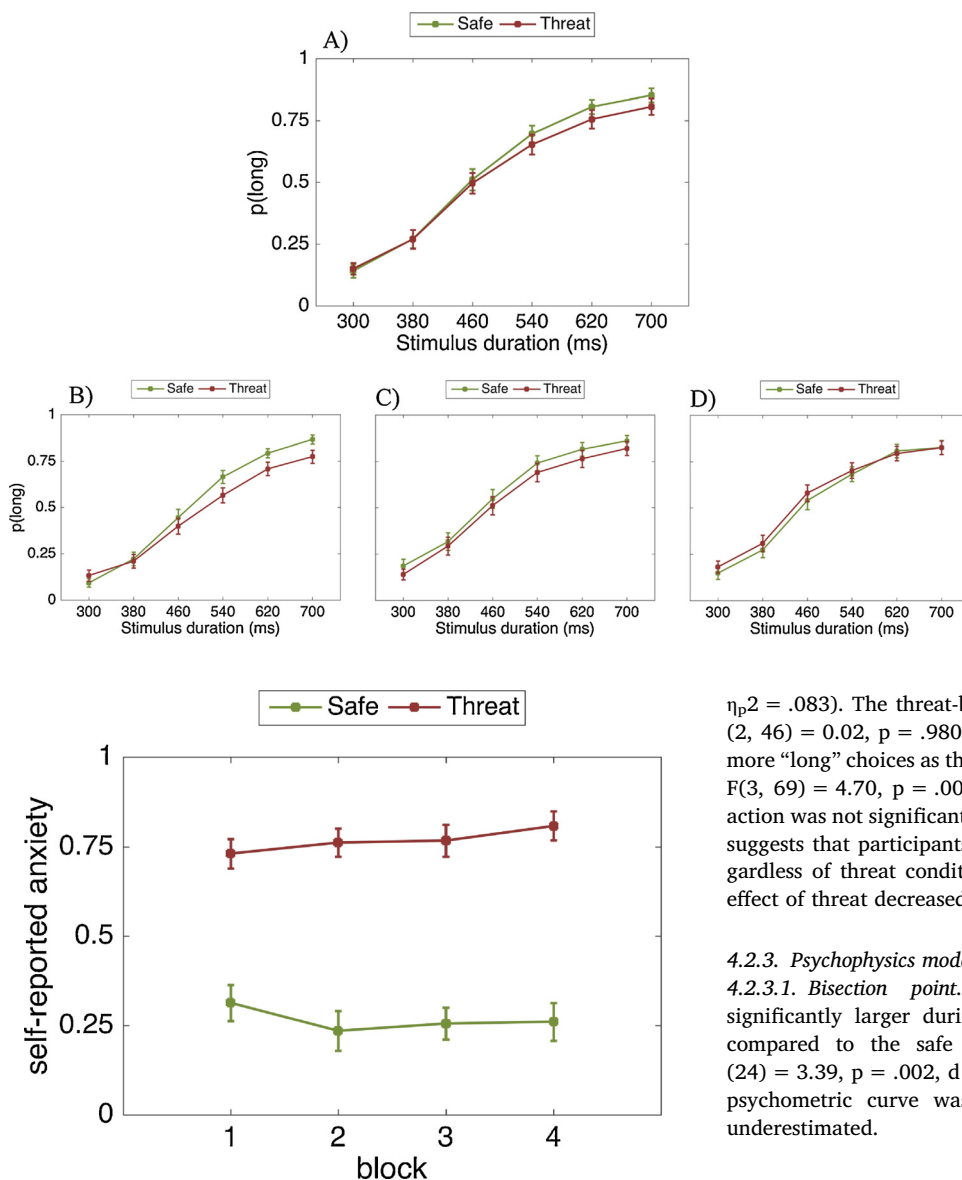 Safe Threat
A)
1
0.75
0.5
0.25
0
p(long)
300 380 460 540 620 700
Stimulus duration (ms)
B)
Safe Threat
1
0.75
0.5
0.25
0
p(long)
300 380 460 540 620 700
Stimulus duration (ms)
C)
Safe Threat
300 380 460 540 620 700
Stimulus duration (ms)
D)
Safe Threat
300 380 460 540 620 700
Stimulus duration (ms)
Safe Threat
1
0.75
0.5
0.25
0
self-reported anxiety
1 2 3 4
block
ηp2 = .083). The threat-b
(2, 46) = 0.02, p = .980
more “long” choices as th
F(3, 69) = 4.70, p = .00
action was not significant
suggests that participants
gardless of threat condit
effect of threat decreased
4.2.3. Psychophysics mode
4.2.3.1. Bisection point.
significantly larger duri
compared to the safe
(24) = 3.39, p = .002, d
psychometric curve was
underestimated.